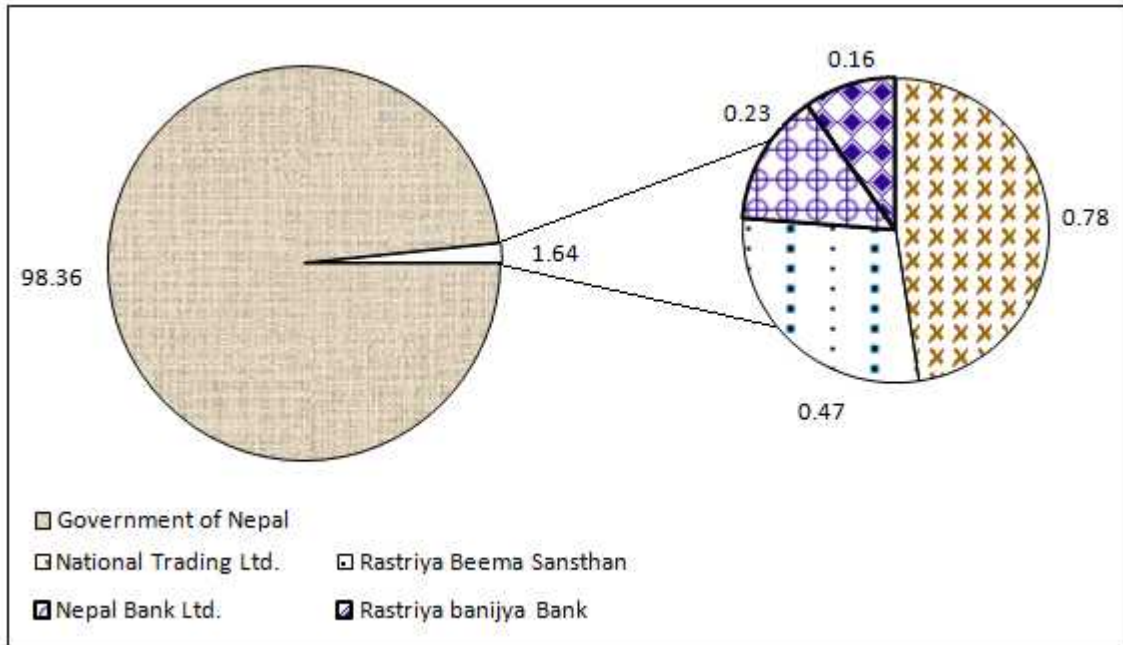 0.16
0.23
0.78
98.36
1.64
0.47
Government of Nepal
National Trading Ltd.
Rastriya Beema Sansthan
Nepal Bank Ltd.
Rastriya banijya Bank